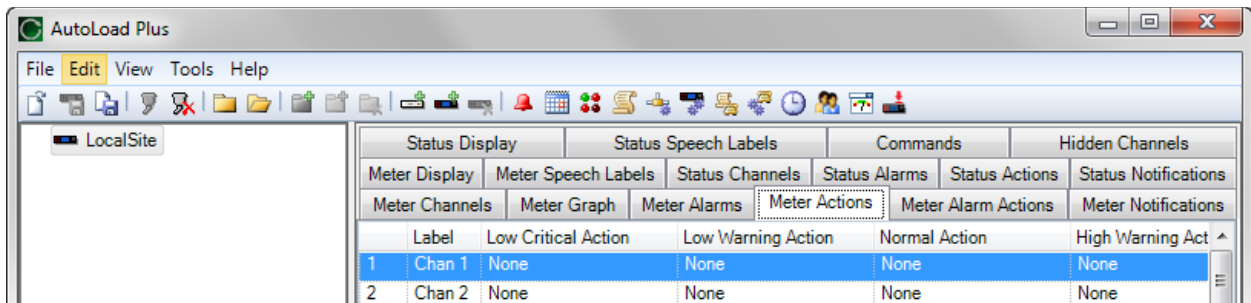 AutoLoad Plus
File Edit View Tools Help
LocalSite
Status Display Status Speech Labels Commands Hidden Channels
Meter Display Meter Speech Labels Status Channels Status Alarms Status Actions Status Notifications
Meter Channels Meter Graph Meter Alarms Meter Actions Meter Alarm Actions Meter Notifications
Label Low Critical Action Low Warning Action Normal Action High Warning Act
1 Chan 1 None None None None
2 Chan 2 None None None None